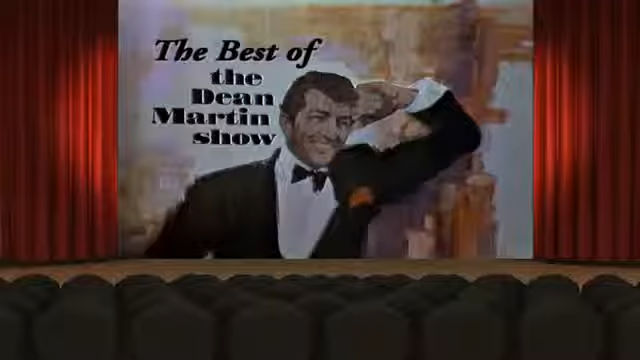 The Best of
the
Dean
Martin
show